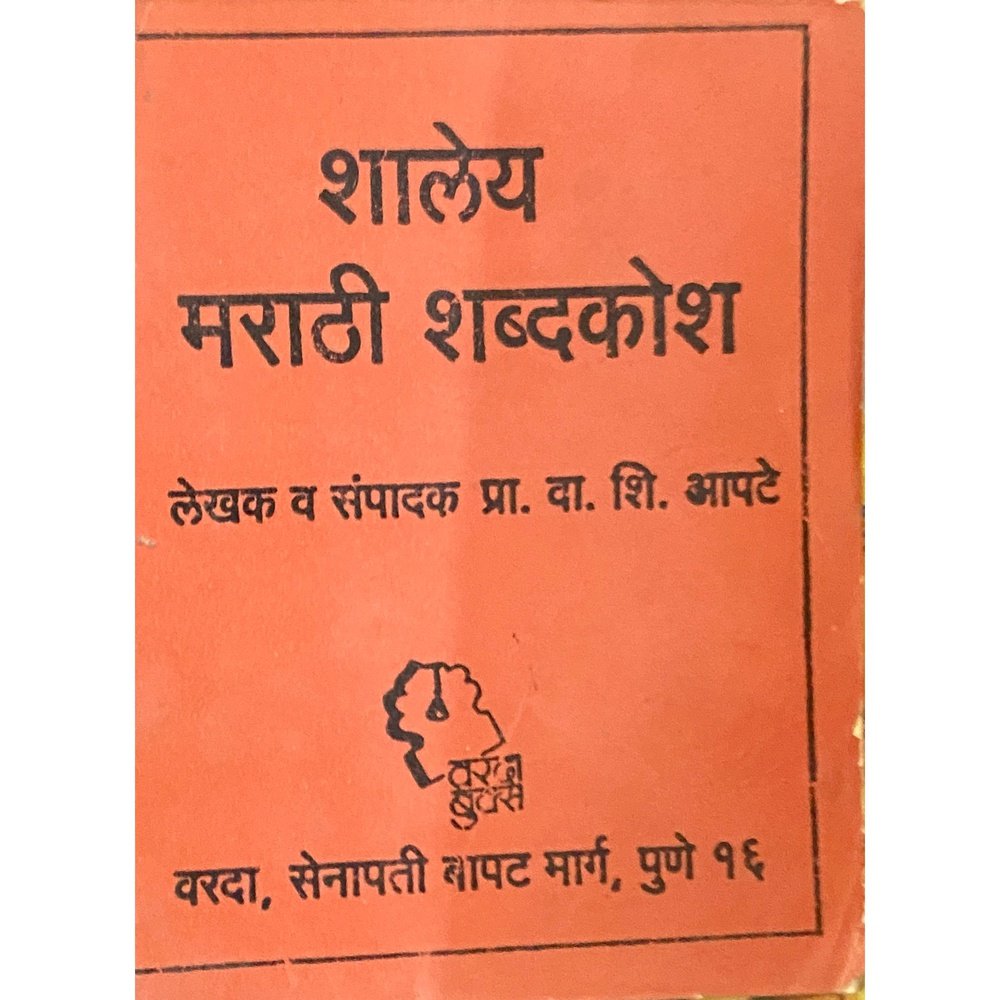 शालेय
मराठी शब्दकोश
लेखक व संपादक प्रा. दा. शि. आपटे
वरदा
बुक्स
वरदा, सेनापती बापट मार्ग, पुणे १६